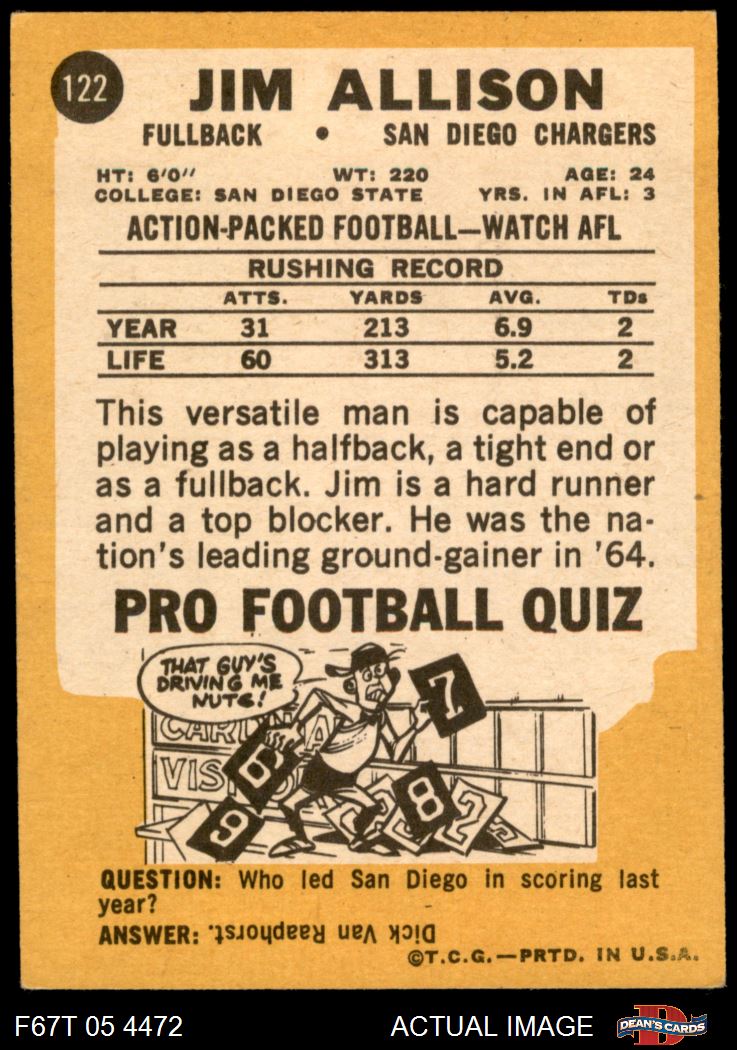 122
JIM ALLISON
FULLBACK • SAN DIEGO CHARGERS
HT: 6'0" WT: 220 AGE: 24
COLLEGE: SAN DIEGO STATE YRS. IN AFL: 3
ACTION-PACKED FOOTBALL—WATCH AFL
RUSHING RECORD
ATTS. YARDS AVG. TDs
YEAR 31 213 6.9 2
LIFE 60 313 5.2 2
This versatile man is capable of
playing as a halfback, a tight end or
as a fullback. Jim is a hard runner
and a top blocker. He was the na-
tion's leading ground-gainer in '64.
PRO FOOTBALL QUIZ
THAT GUY'S
DRIVING ME
NUTS!
7
CARDINA
6
VIS
9 8 2
QUESTION: Who led San Diego in scoring last
year?
ANSWER: Dick Van Raaphorst.
©T.C.G.—PRTD. IN U.S.A.
F67T 05 4472 ACTUAL IMAGE D DEAN'S CARDS